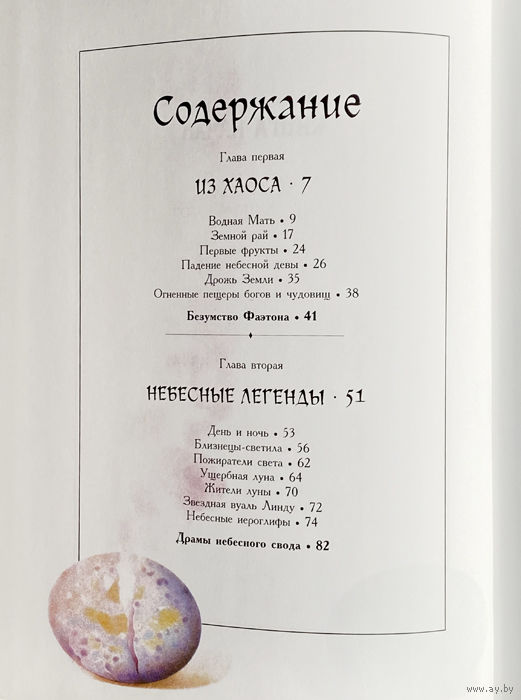 Содержание
Глава первая
ИЗ ХАОСА · 7
Водная Мать • 9
Земной рай • 17
Первые фрукты • 24
Падение небесной девы • 26
Дрожь Земли • 35
Огненные пещеры богов и чудовищ • 38
Безумство Фаэтона • 41
Глава вторая
НЕБЕСНЫЕ ЛЕГЕНДЫ · 51
День и ночь • 53
Близнецы-светила • 56
Пожиратели света • 62
Ущербная луна • 64
Жители луны • 70
Звездная вуаль Линду • 72
Небесные иероглифы • 74
Драмы небесного свода • 82
www.ay.by